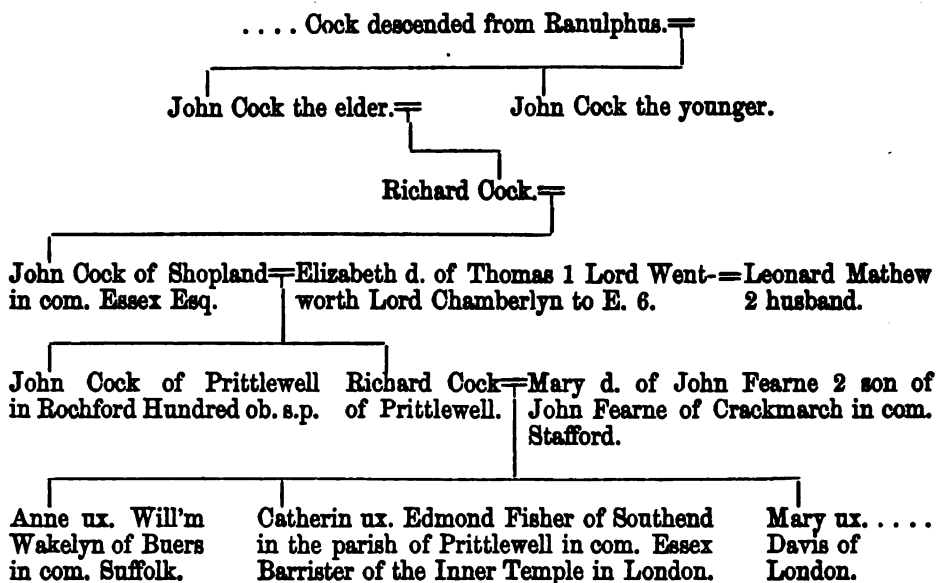 .... Cock descended from Ranulphus.=
John Cock the elder.= John Cock the younger.
Richard Cock.=
John Cock of Shopland=Elizabeth d. of Thomas 1 Lord Went-=Leonard Mathew
in com. Essex Esq. worth Lord Chamberlyn to E. 6. 2 husband.
John Cock of Prittlewell Richard Cock=Mary d. of John Fearne 2 son of
in Rochford Hundred ob. s.p. of Prittlewell. John Fearne of Crackmarch in com.
Stafford.
Anne ux. Will'm Catherin ux. Edmond Fisher of Southend Mary ux. . . . . .
Wakelyn of Buers in the parish of Prittlewell in com. Essex Davis of
in com. Suffolk. Barrister of the Inner Temple in London. London.